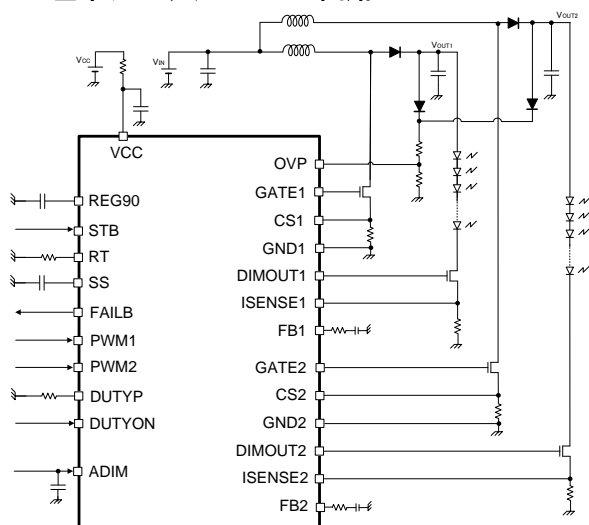 VOUT2
VCC
VIN
VOUT1
VCC
OVP
REG90
GATE1
STB
CS1
RT
GND1
SS
DIMOUT1
FAILB
ISENSE1
PWM1
FB1
PWM2
GATE2
DUTYP
CS2
DUTYON
GND2
DIMOUT2
ADIM
ISENSE2
FB2